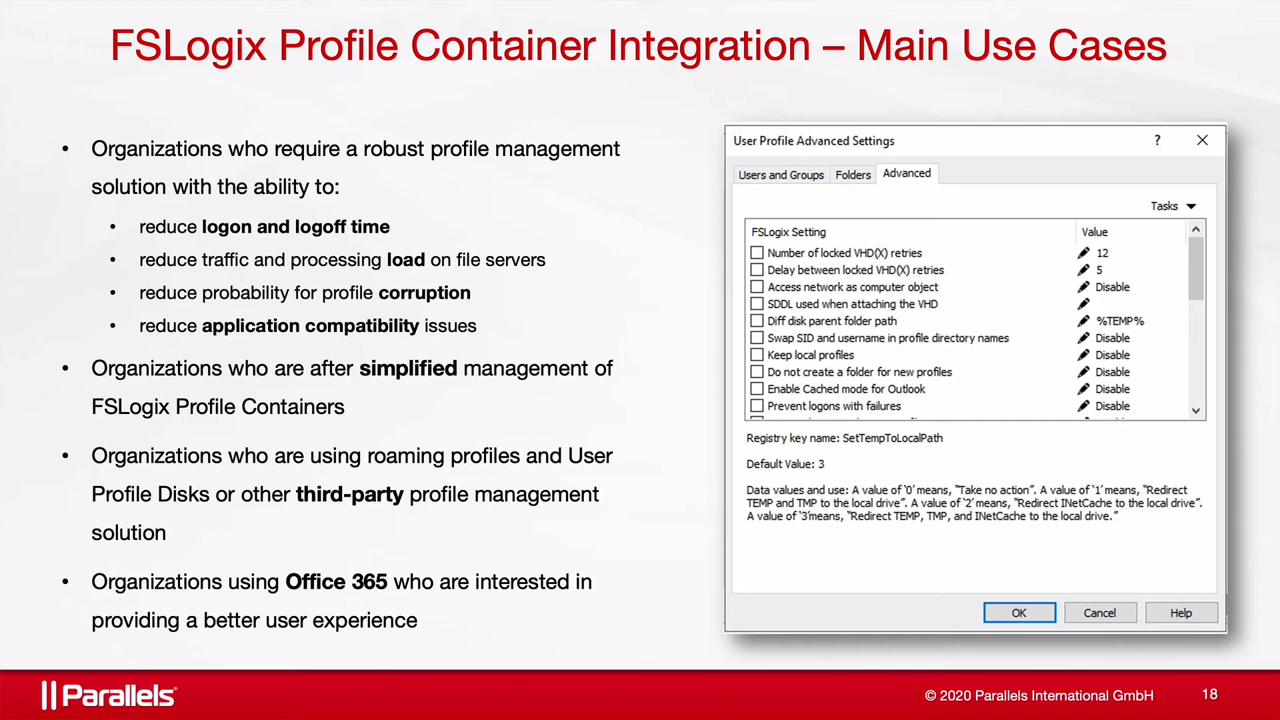 FSLogix Profile Container Integration – Main Use Cases
• Organizations who require a robust profile management
solution with the ability to:
• reduce logon and logoff time
• reduce traffic and processing load on file servers
• reduce probability for profile corruption
• reduce application compatibility issues
• Organizations who are after simplified management of
FSLogix Profile Containers
• Organizations who are using roaming profiles and User
Profile Disks or other third-party profile management
solution
• Organizations using Office 365 who are interested in
providing a better user experience
User Profile Advanced Settings ?
Users and Groups Folders Advanced
Tasks
FSLogix Setting Value
Number of locked VHD(X) retries 12
Delay between locked VHD(X) retries 5
Access network as computer object Disable
SDDL used when attaching the VHD
Diff disk parent folder path %TEMP%
Swap SID and username in profile directory names Disable
Keep local profiles Disable
Do not create a folder for new profiles Disable
Enable Cached mode for Outlook Disable
Prevent logons with failures Disable
Registry key name: SetTempToLocalPath
Default Value: 3
Data values and use: A value of '0' means, "Take no action". A value of '1' means, "Redirect
TEMP and TMP to the local drive". A value of '2' means, "Redirect INetCache to the local drive".
A value of '3'means, "Redirect TEMP, TMP, and INetCache to the local drive."
OK Cancel Help
Parallels®
© 2020 Parallels International GmbH 18